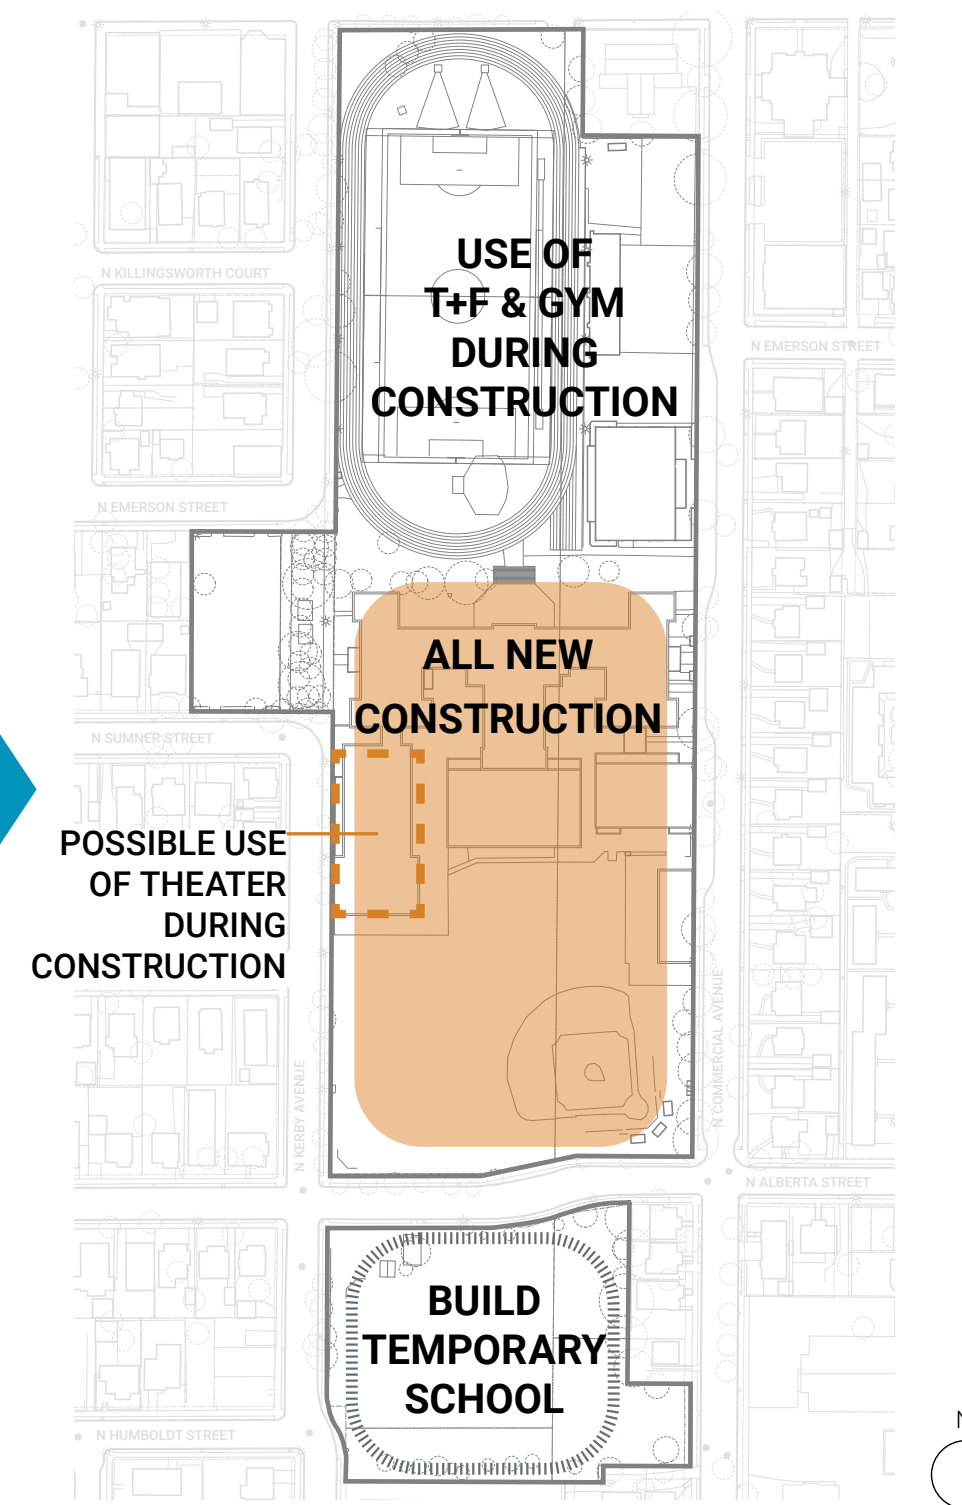 USE OF
T+F & GYM
DURING
CONSTRUCTION
N KILLINGSWORTH COURT
N EMERSON STREET
N EMERSON STREET
ALL NEW
CONSTRUCTION
N SUMNER STREET
POSSIBLE USE
OF THEATER
DURING
CONSTRUCTION
N KERBY AVENUE
N COMMERCIAL AVENUE
N ALBERTA STREET
BUILD
TEMPORARY
SCHOOL
N HUMBOLDT STREET
N